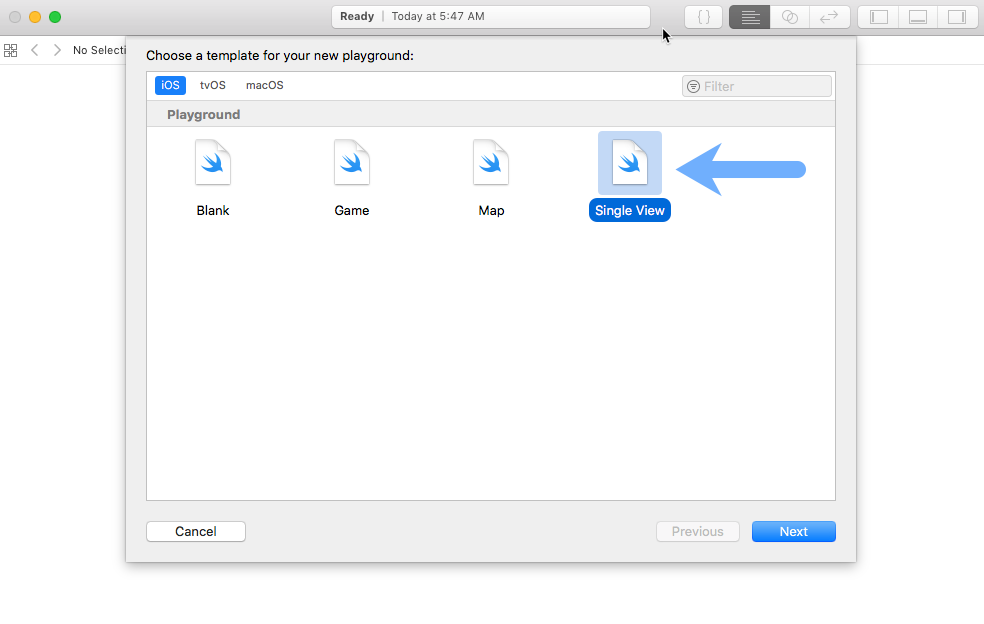 Ready | Today at 5:47 AM
{ }
No Selecti
Choose a template for your new playground:
iOS tvOS macOS
Filter
Playground
Blank Game Map Single View
Cancel Previous Next